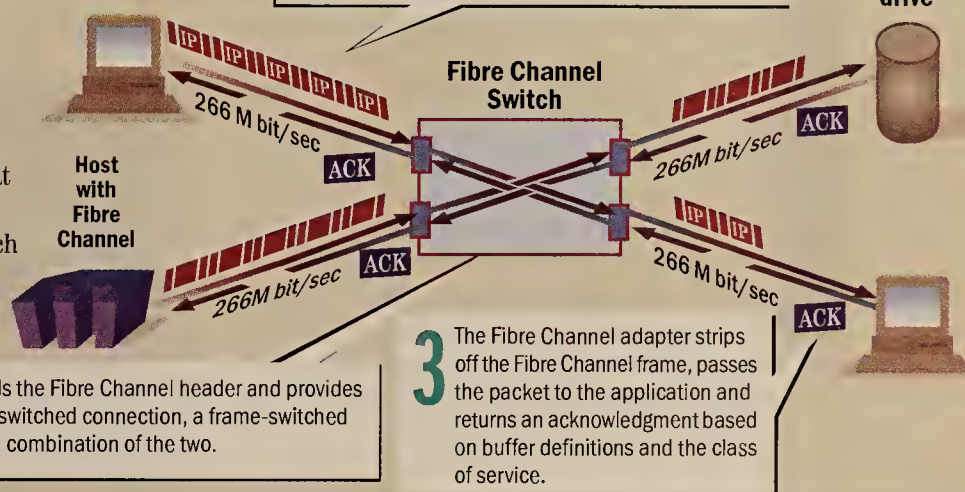 drive
IP IP IP IP IP
Fibre Channel
Switch
266 M bit/sec
ACK
266M bit/sec
ACK
Host
with
Fibre
Channel
IP IP
266M bit/sec
ACK
266 M bit/sec
ACK
3 The Fibre Channel adapter strips
off the Fibre Channel frame, passes
the packet to the application and
returns an acknowledgment based
on buffer definitions and the class
of service.
the Fibre Channel header and provides
switched connection, a frame-switched
combination of the two.